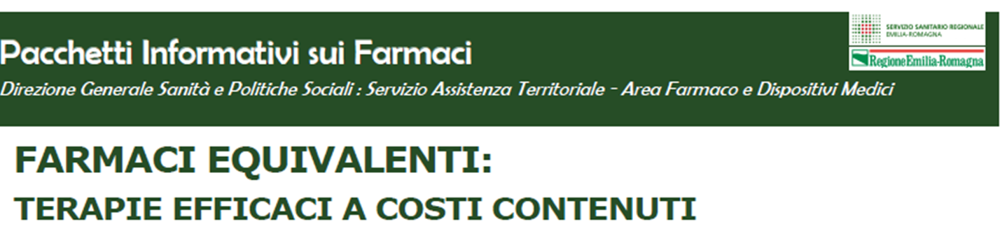 SERVIZIO SANITARIO REGIONALE
EMILIA-ROMAGNA
RegioneEmilia-Romagna
Pacchetti Informativi sui Farmaci
Direzione Generale Sanità e Politiche Sociali : Servizio Assistenza Territoriale - Area Farmaco e Dispositivi Medici
FARMACI EQUIVALENTI:
TERAPIE EFFICACI A COSTI CONTENUTI